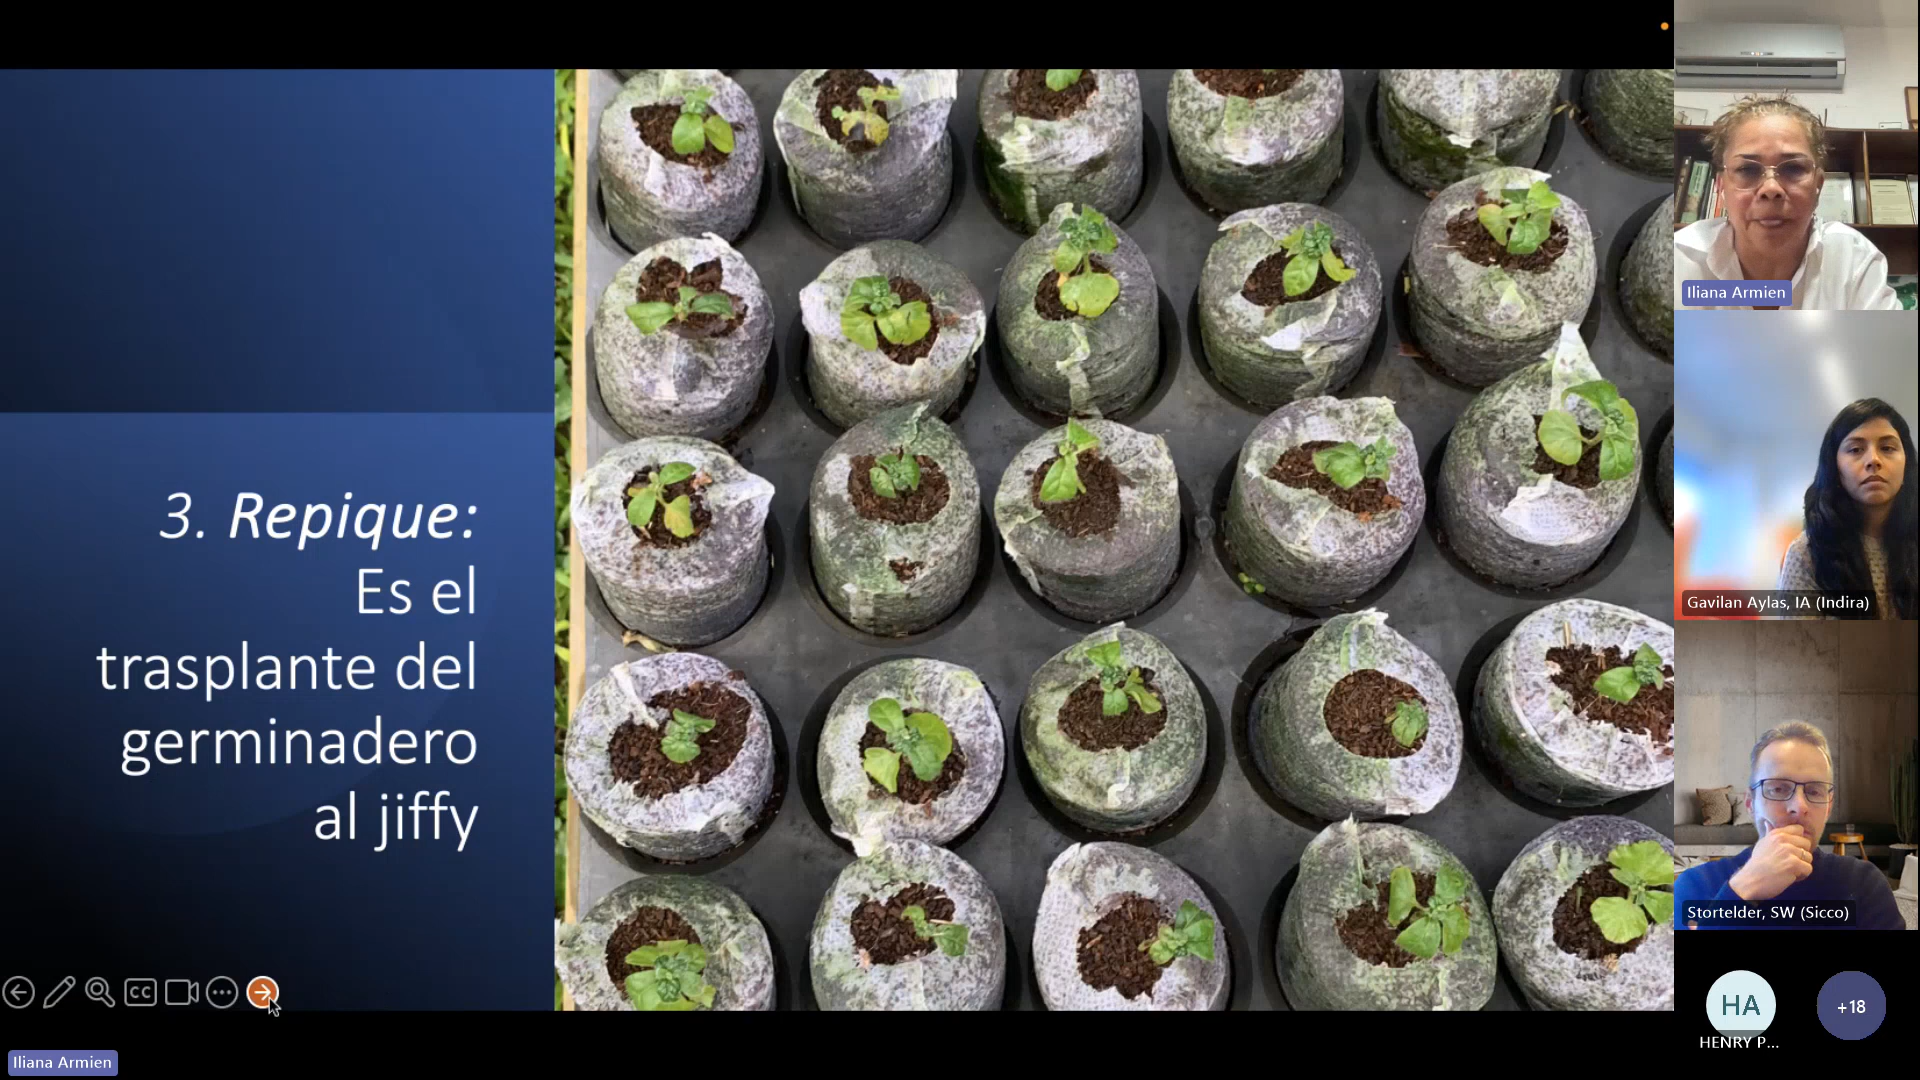 3. Repique:
Es el
trasplante del
germinadero
al jiffy
CC
Iliana Armien
Iliana Armien
Gavilan Aylas, IA (Indira)
Stortelder, SW (Sicco)
HA
HENRY P...
+18